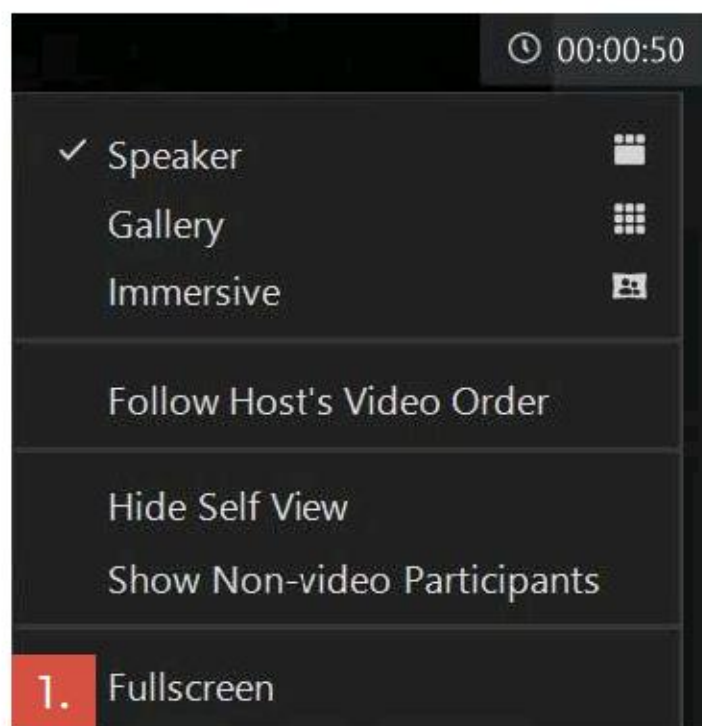 00:00:50
Speaker
Gallery
Immersive
Follow Host's Video Order
Hide Self View
Show Non-video Participants
1. Fullscreen